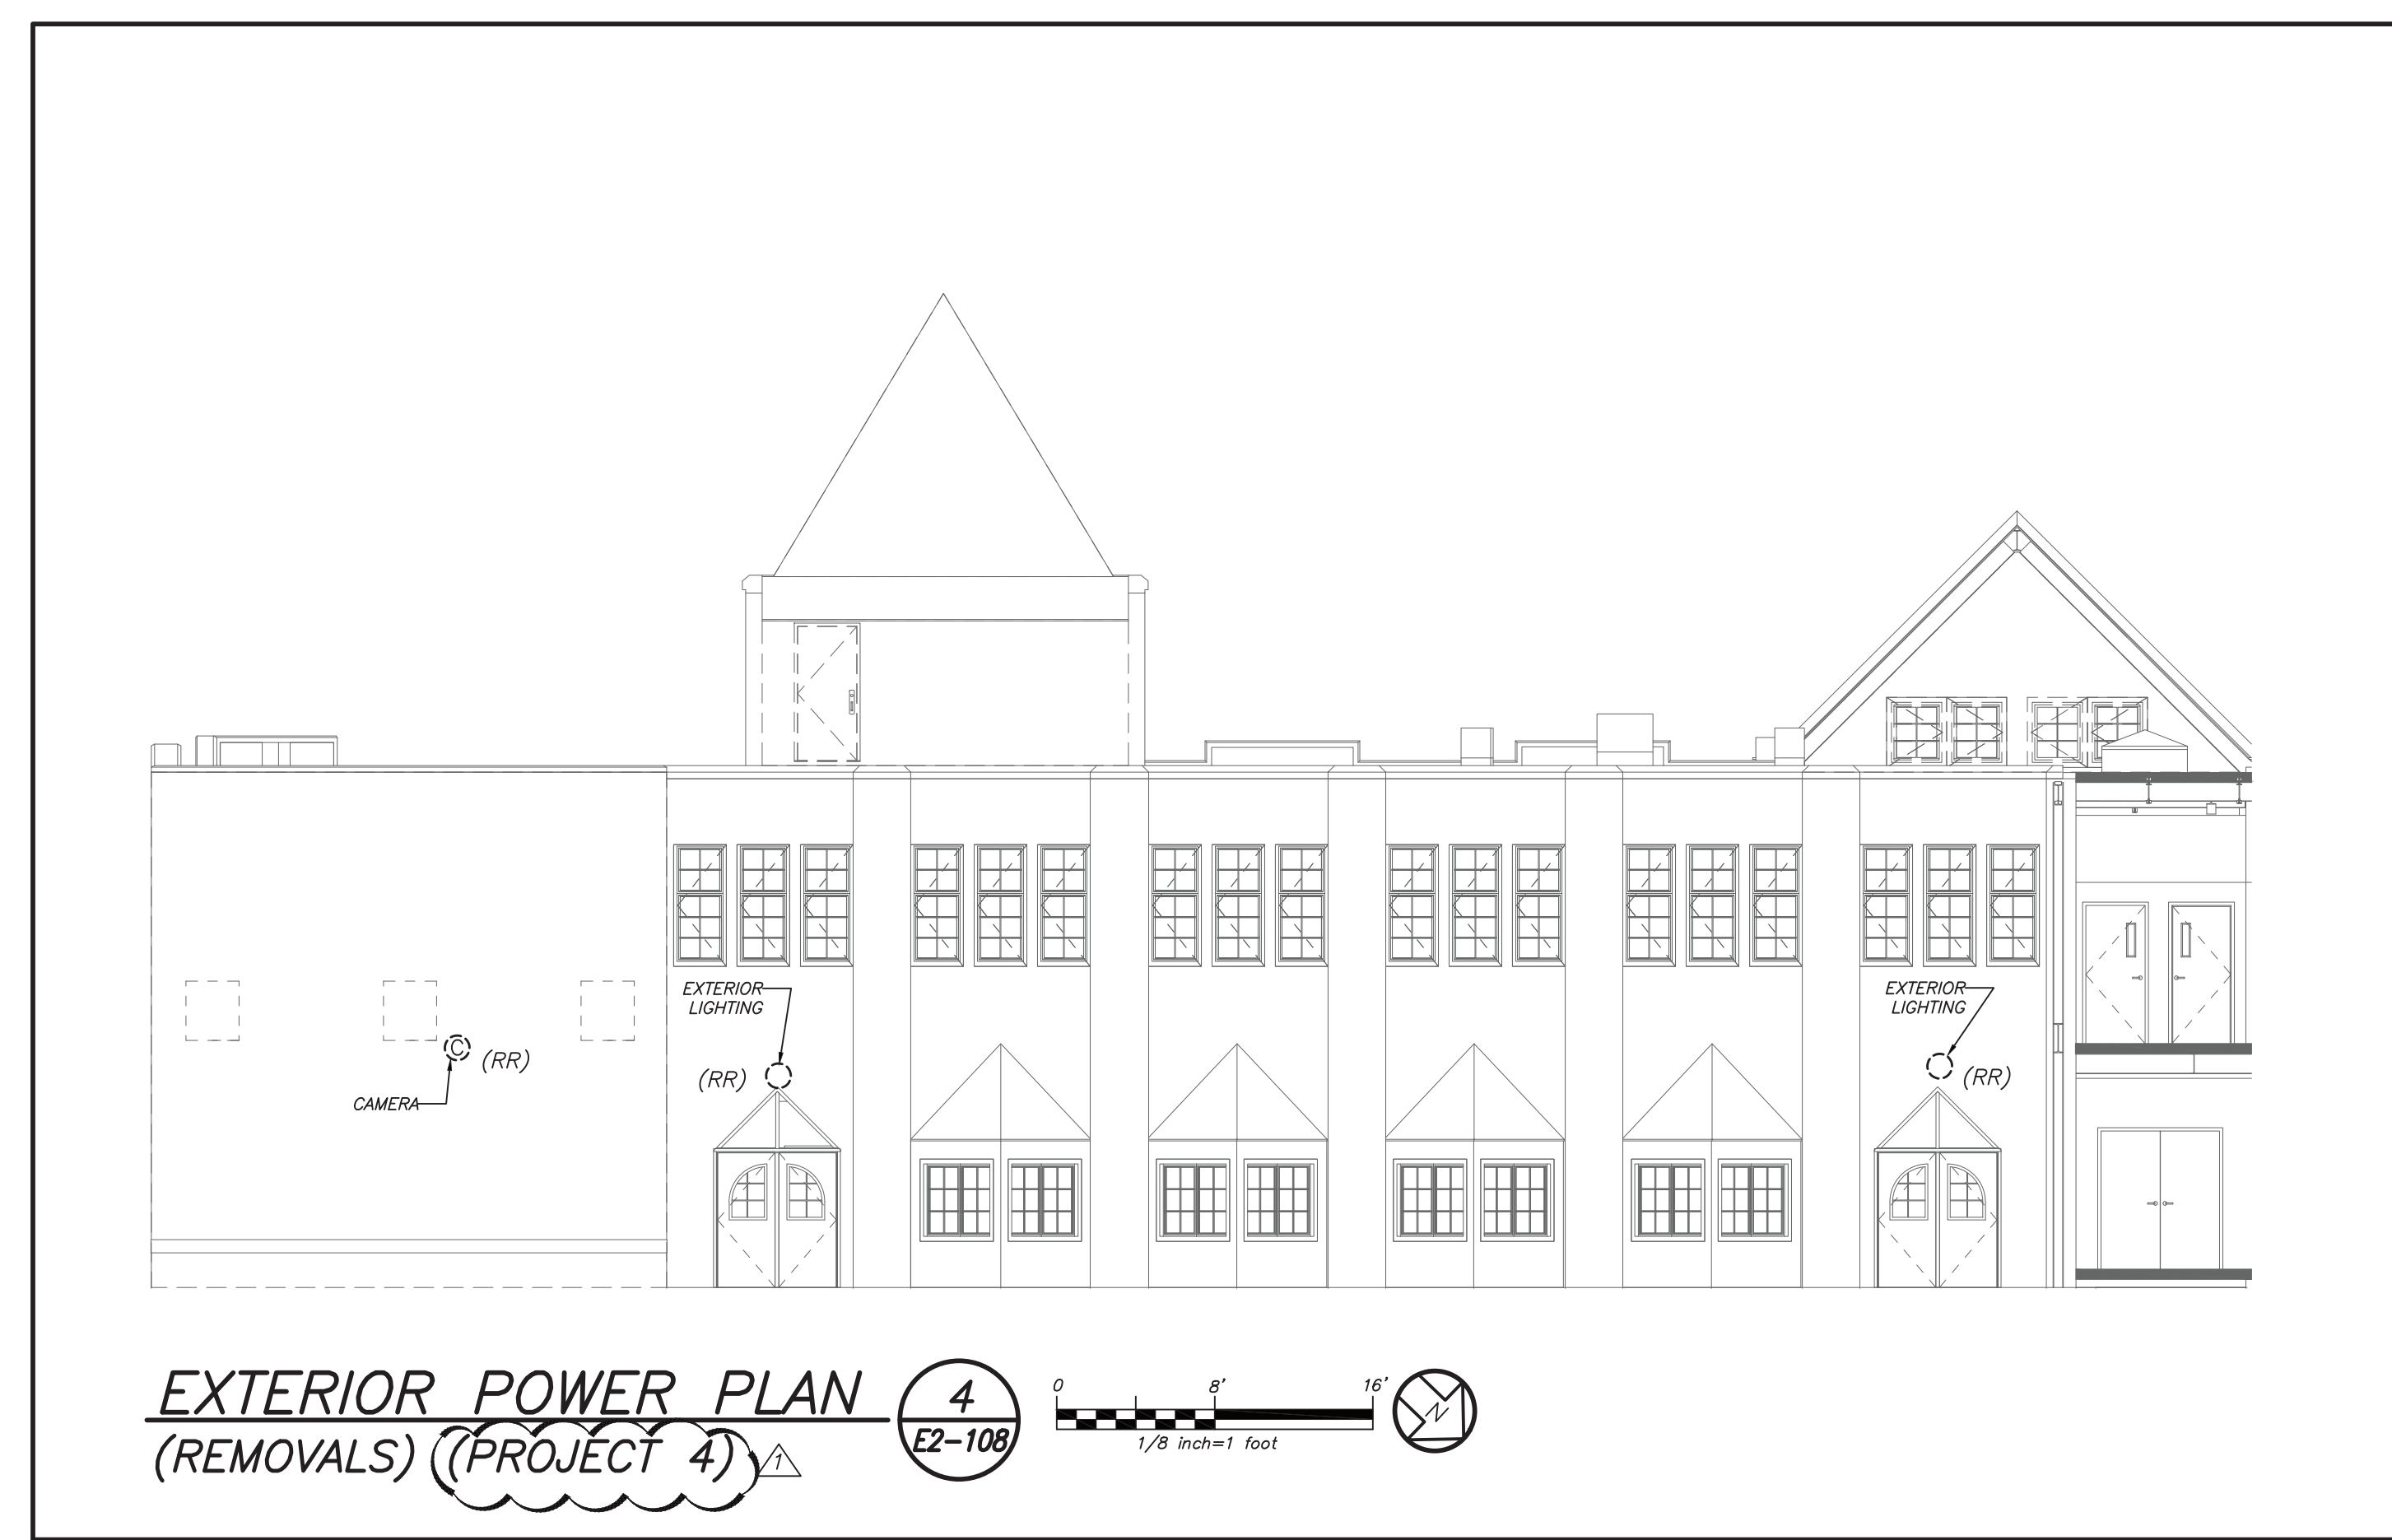 EXTERIOR
LIGHTING
EXTERIOR
LIGHTING
C
(RR)
CAMERA
(RR)
(RR)
EXTERIOR POWER PLAN
(REMOVALS) (PROJECT 4)
1
4
E2-108
0 8' 16'
1/8 inch=1 foot
N